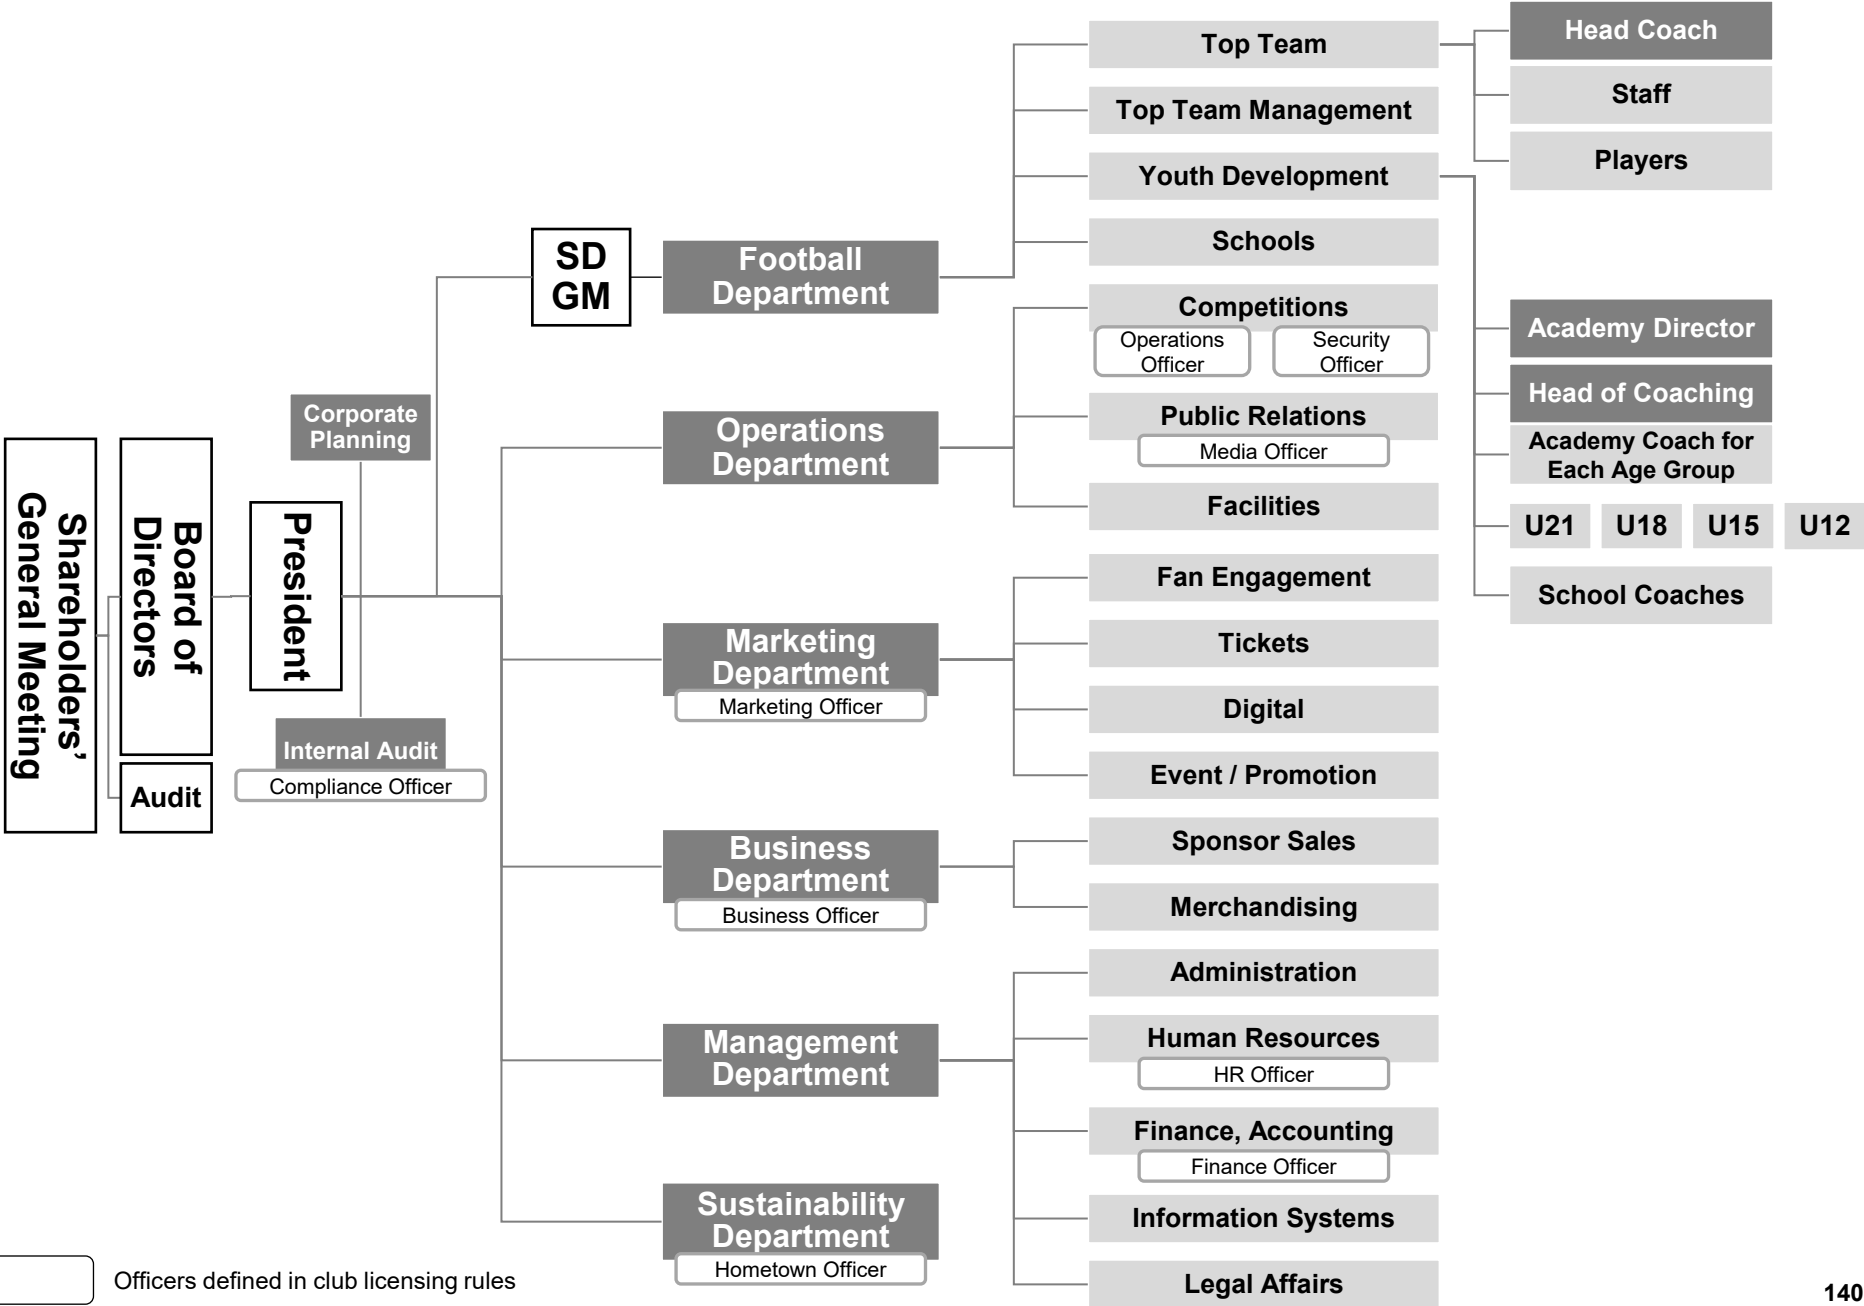 Shareholders'
General Meeting
Board of
Directors
Audit
President
Corporate
Planning
Internal Audit
Compliance Officer
SD
GM
Football
Department
Top Team
Head Coach
Staff
Players
Top Team Management
Youth Development
Academy Director
Head of Coaching
Academy Coach for
Each Age Group
U21 U18 U15 U12
School Coaches
Schools
Operations
Department
Competitions
Operations
Officer
Security
Officer
Public Relations
Media Officer
Facilities
Marketing
Department
Marketing Officer
Fan Engagement
Tickets
Digital
Event / Promotion
Business
Department
Business Officer
Sponsor Sales
Merchandising
Management
Department
Administration
Human Resources
HR Officer
Finance, Accounting
Finance Officer
Information Systems
Legal Affairs
Sustainability
Department
Hometown Officer
Officers defined in club licensing rules
140